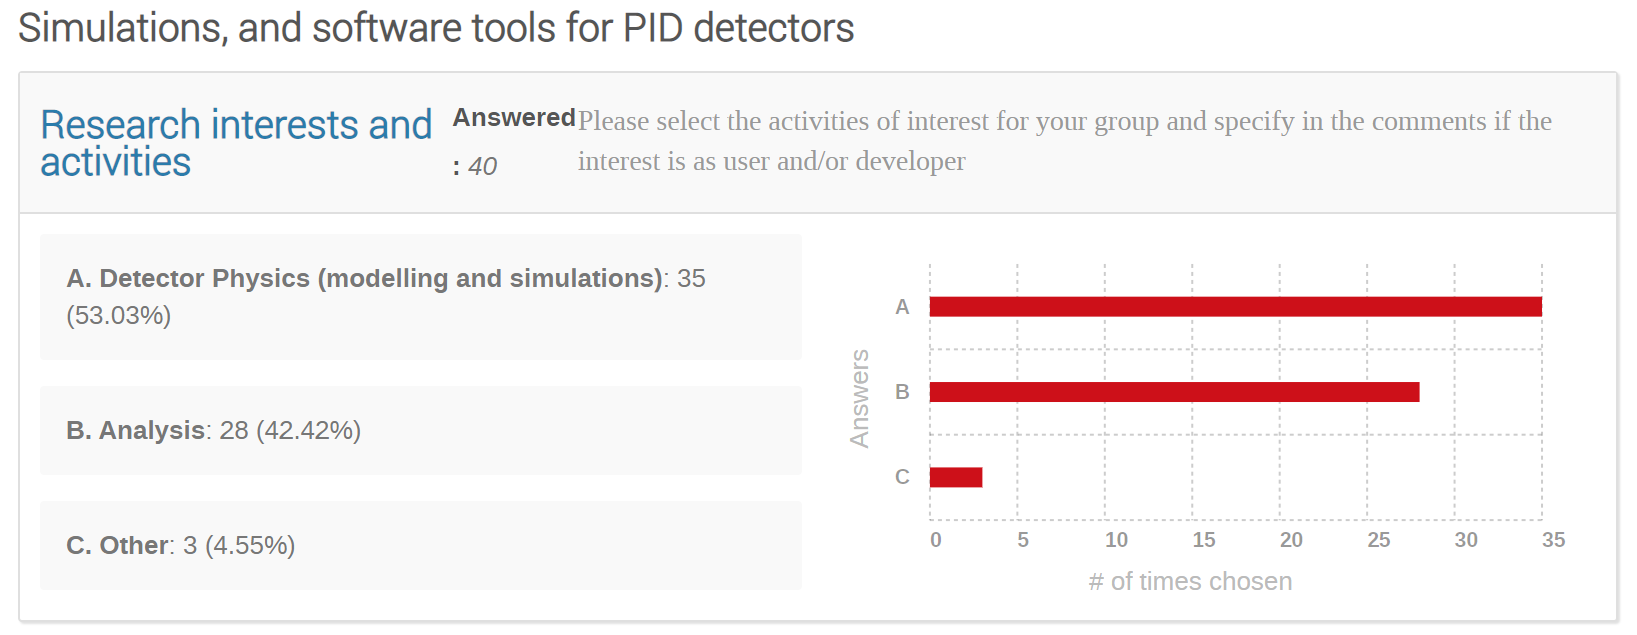 Simulations, and software tools for PID detectors
Research interests and
activities
Answered
: 40
Please select the activities of interest for your group and specify in the comments if the
interest is as user and/or developer
A. Detector Physics (modelling and simulations): 35
(53.03%)
B. Analysis: 28 (42.42%)
C. Other: 3 (4.55%)
Answers
A
B
C
0 5 10 15 20 25 30 35
# of times chosen